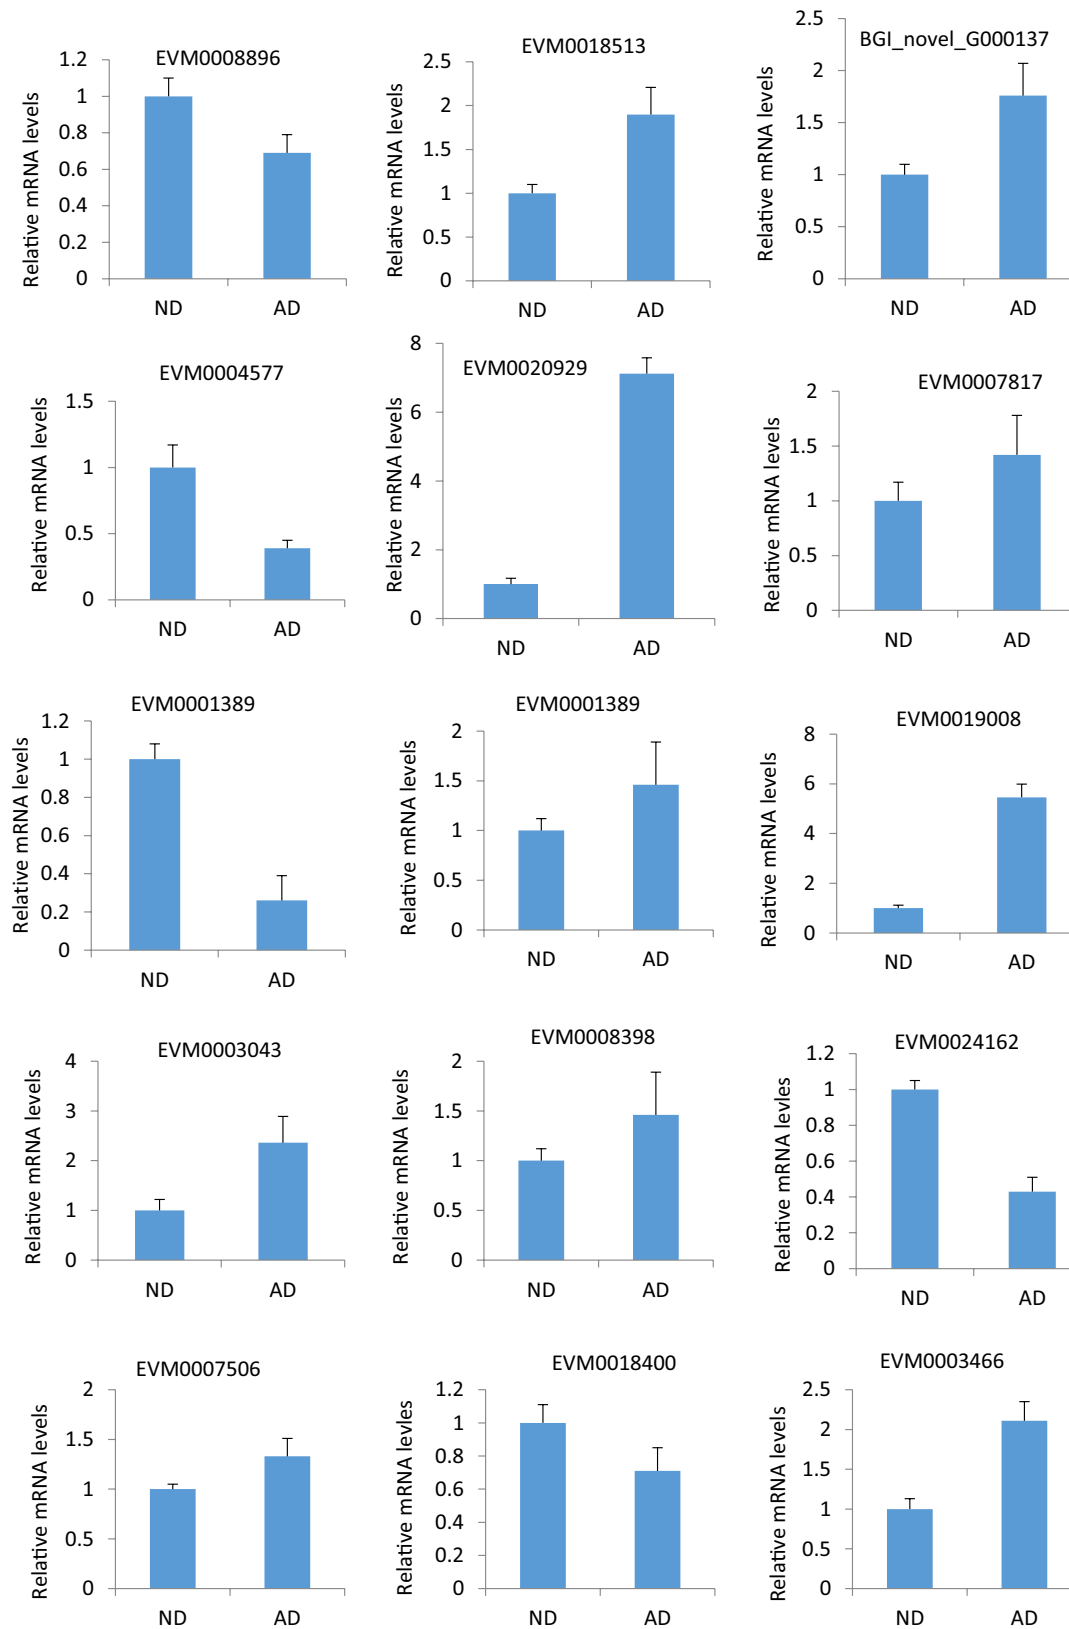 EVM0008896
Relative mRNA levels
1.2
1
0.8
0.6
0.4
0.2
0
ND AD
EVM0018513
Relative mRNA levels
2.5
2
1.5
1
0.5
0
ND AD
BGI_novel_G000137
Relative mRNA levels
2.5
2
1.5
1
0.5
0
ND AD
EVM0004577
Relative mRNA levels
1.5
1
0.5
0
ND AD
EVM0020929
Relative mRNA levels
8
6
4
2
0
ND AD
EVM0007817
Relative mRNA levels
2
1.5
1
0.5
0
ND AD
EVM0001389
Relative mRNA levels
1.2
1
0.8
0.6
0.4
0.2
0
ND AD
EVM0001389
Relative mRNA levels
2
1.5
1
0.5
0
ND AD
EVM0019008
Relative mRNA levels
8
6
4
2
0
ND AD
EVM0003043
Relative mRNA levels
4
3
2
1
0
ND AD
EVM0008398
Relative mRNA levels
2
1.5
1
0.5
0
ND AD
EVM0024162
Relative mRNA levles
1.2
1
0.8
0.6
0.4
0.2
0
ND AD
EVM0007506
Relative mRNA levels
2
1.5
1
0.5
0
ND AD
EVM0018400
Relative mRNA levles
1.2
1
0.8
0.6
0.4
0.2
0
ND AD
EVM0003466
Relative mRNA levels
2.5
2
1.5
1
0.5
0
ND AD